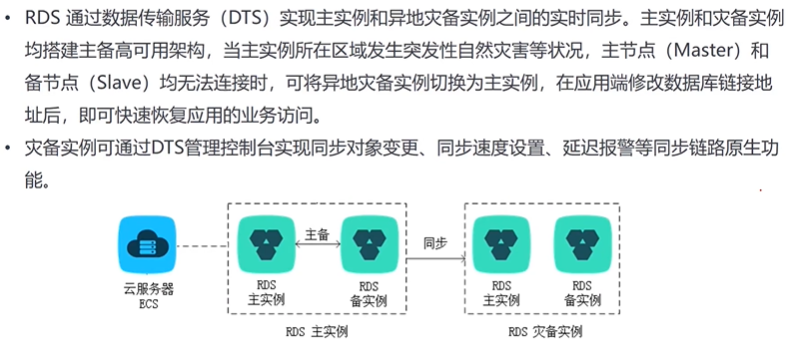 • RDS 通过数据传输服务（DTS）实现主实例和异地灾备实例之间的实时同步。主实例和灾备实例
均搭建主备高可用架构，当主实例所在区域发生突发性自然灾害等状况，主节点（Master）和
备节点（Slave）均无法连接时，可将异地灾备实例切换为主实例，在应用端修改数据库链接地
址后，即可快速恢复应用的业务访问。
• 灾备实例可通过DTS管理控制台实现同步对象变更、同步速度设置、延迟报警等同步链路原生功
能。
主备
同步
云服务器
ECS
RDS
主实例
RDS
备实例
RDS
主实例
RDS
备实例
RDS 主实例
RDS 灾备实例